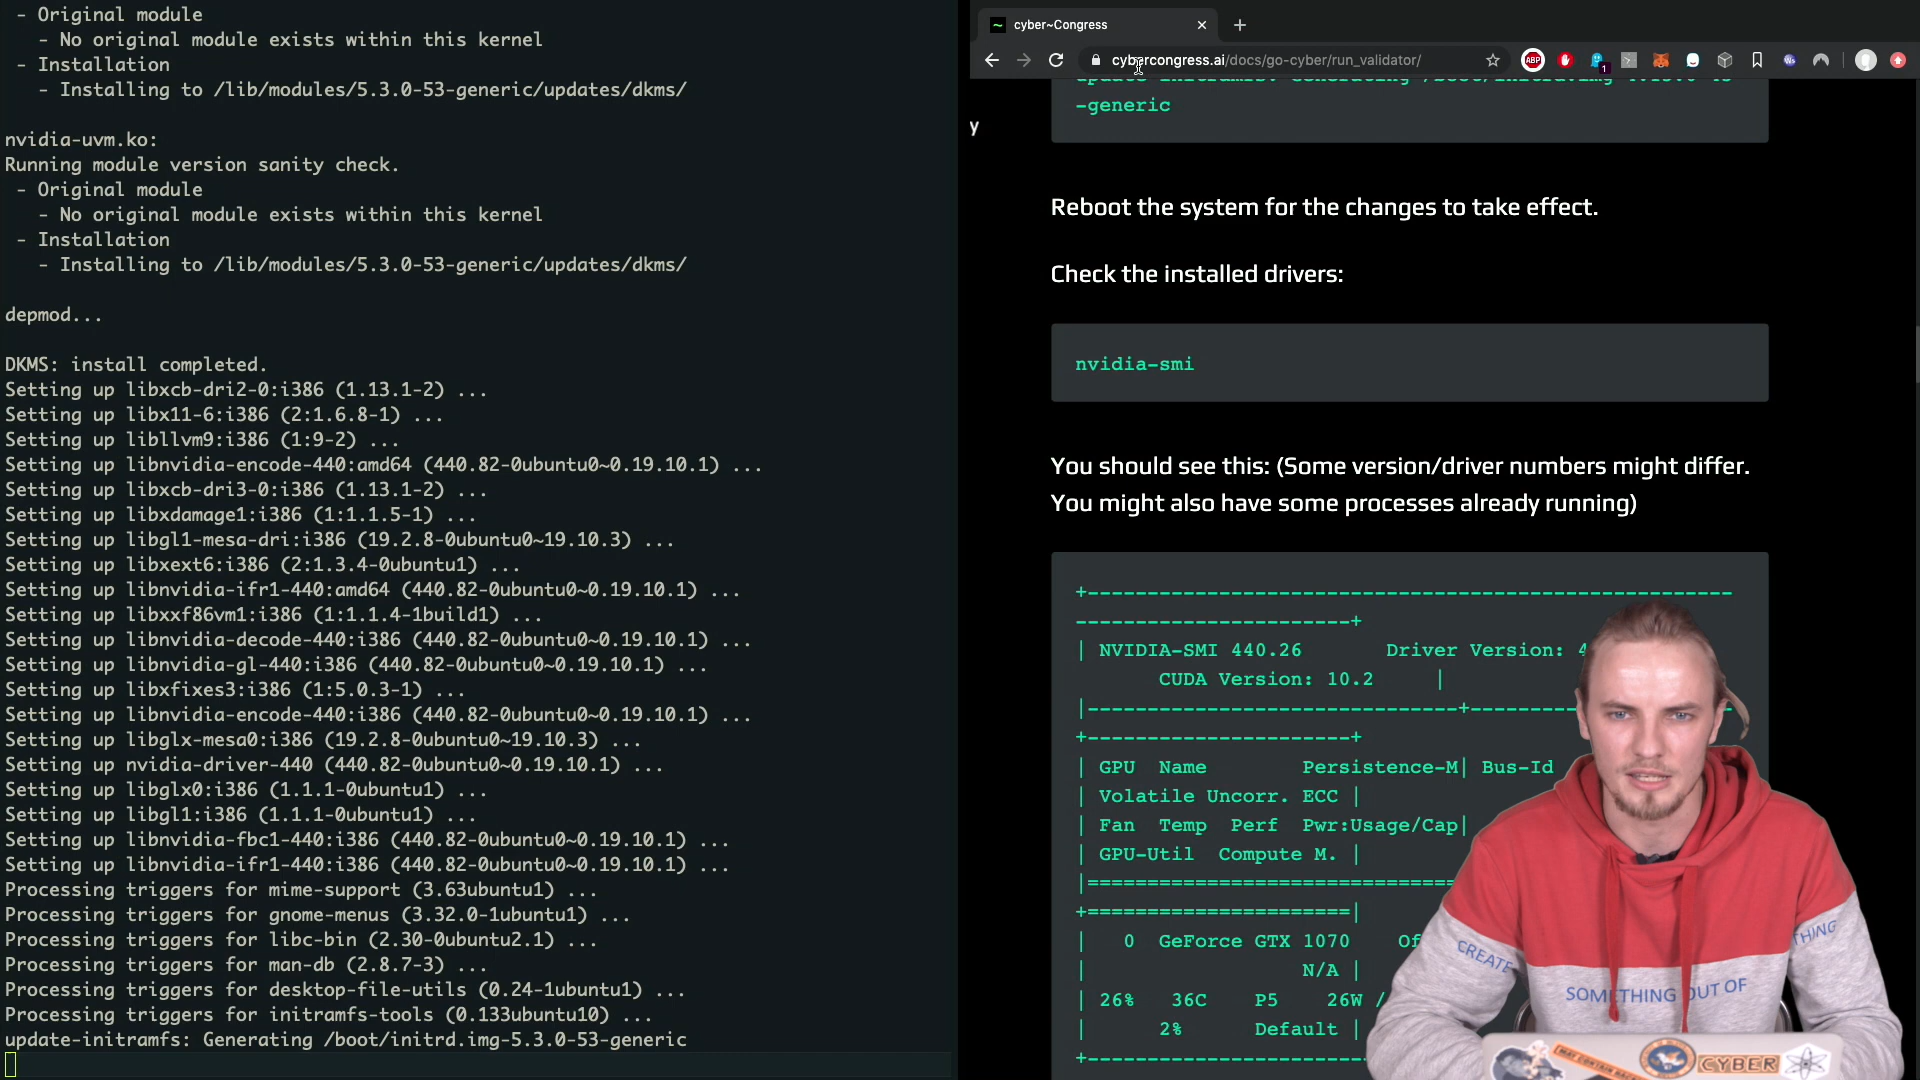 - Original module
- No original module exists within this kernel
- Installation
- Installing to /lib/modules/5.3.0-53-generic/updates/dkms/
nvidia-uvm.ko:
Running module version sanity check.
- Original module
- No original module exists within this kernel
- Installation
- Installing to /lib/modules/5.3.0-53-generic/updates/dkms/
depmod...
DKMS: install completed.
Setting up libxcb-dri2-0:i386 (1.13.1-2) ...
Setting up libx11-6:i386 (2:1.6.8-1) ...
Setting up libllvm9:i386 (1:9-2) ...
Setting up libnvidia-encode-440:amd64 (440.82-0ubuntu0~0.19.10.1) ...
Setting up libxcb-dri3-0:i386 (1.13.1-2) ...
Setting up libxdamage1:i386 (1:1.1.5-1) ...
Setting up libgl1-mesa-dri:i386 (19.2.8-0ubuntu0~19.10.3) ...
Setting up libxext6:i386 (2:1.3.4-0ubuntu1) ...
Setting up libnvidia-ifr1-440:amd64 (440.82-0ubuntu0~0.19.10.1) ...
Setting up libxxf86vm1:i386 (1:1.1.4-1build1) ...
Setting up libnvidia-decode-440:i386 (440.82-0ubuntu0~0.19.10.1) ...
Setting up libnvidia-gl-440:i386 (440.82-0ubuntu0~0.19.10.1) ...
Setting up libxfixes3:i386 (1:5.0.3-1) ...
Setting up libnvidia-encode-440:i386 (440.82-0ubuntu0~0.19.10.1) ...
Setting up libglx-mesa0:i386 (19.2.8-0ubuntu0~19.10.3) ...
Setting up nvidia-driver-440 (440.82-0ubuntu0~0.19.10.1) ...
Setting up libglx0:i386 (1.1.1-0ubuntu1) ...
Setting up libgl1:i386 (1.1.1-0ubuntu1) ...
Setting up libnvidia-fbc1-440:i386 (440.82-0ubuntu0~0.19.10.1) ...
Setting up libnvidia-ifr1-440:i386 (440.82-0ubuntu0~0.19.10.1) ...
Processing triggers for mime-support (3.63ubuntu1) ...
Processing triggers for gnome-menus (3.32.0-1ubuntu1) ...
Processing triggers for libc-bin (2.30-0ubuntu2.1) ...
Processing triggers for man-db (2.8.7-3) ...
Processing triggers for desktop-file-utils (0.24-1ubuntu1) ...
Processing triggers for initramfs-tools (0.133ubuntu10) ...
update-initramfs: Generating /boot/initrd.img-5.3.0-53-generic
cyber~Congress
cybercongress.ai/docs/go-cyber/run_validator/
ABP
1
-generic
y
Reboot the system for the changes to take effect.
Check the installed drivers:
nvidia-smi
You should see this: (Some version/driver numbers might differ.
You might also have some processes already running)
+------------------------------------------------------
-----------------------+
| NVIDIA-SMI 440.26 Driver Version: 4
CUDA Version: 10.2 |
|-------------------------------+----------
+----------------------+
| GPU Name Persistence-M| Bus-Id
| Volatile Uncorr. ECC |
| Fan Temp Perf Pwr:Usage/Cap|
| GPU-Util Compute M. |
|===============================
+======================|
| 0 GeForce GTX 1070 Of
| N/A |
| 26% 36C P5 26W /
| 2% Default |
+------------------------
CREATE
SOMETHING OUT OF
THING
CYBER